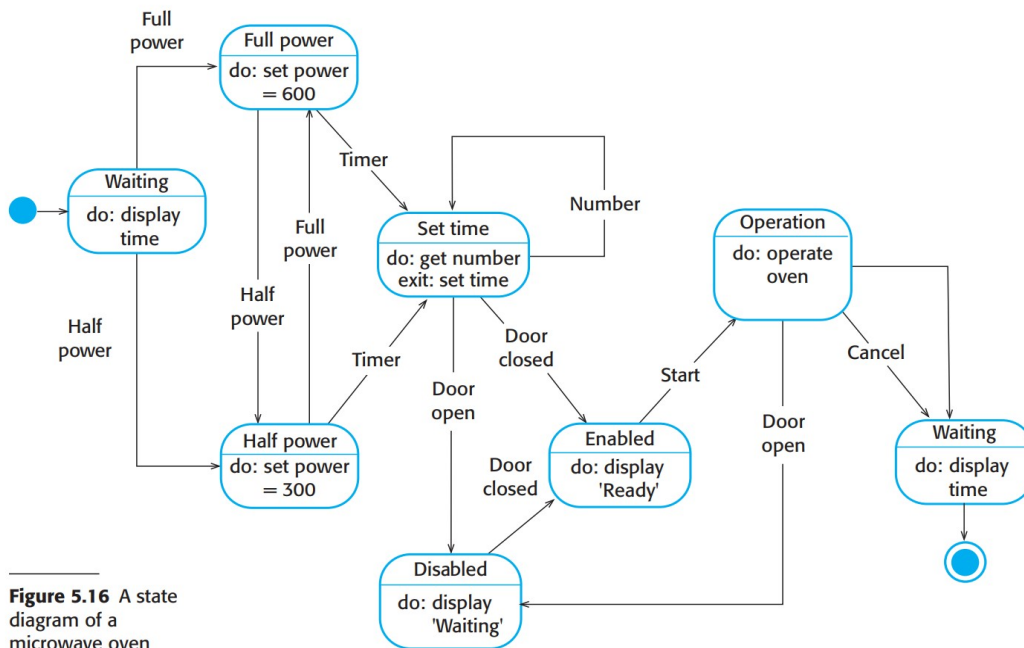 Full
power
Full power
do: set power
= 600
Timer
Waiting
do: display
time
Number
Full
power
Set time
do: get number
exit: set time
Operation
do: operate
oven
Half
power
Half
power
Door
closed
Cancel
Timer
Start
Door
open
Door
open
Half power
do: set power
= 300
Enabled
do: display
'Ready'
Waiting
do: display
time
Door
closed
Disabled
do: display
'Waiting'
Figure 5.16 A state
diagram of a
microwave oven